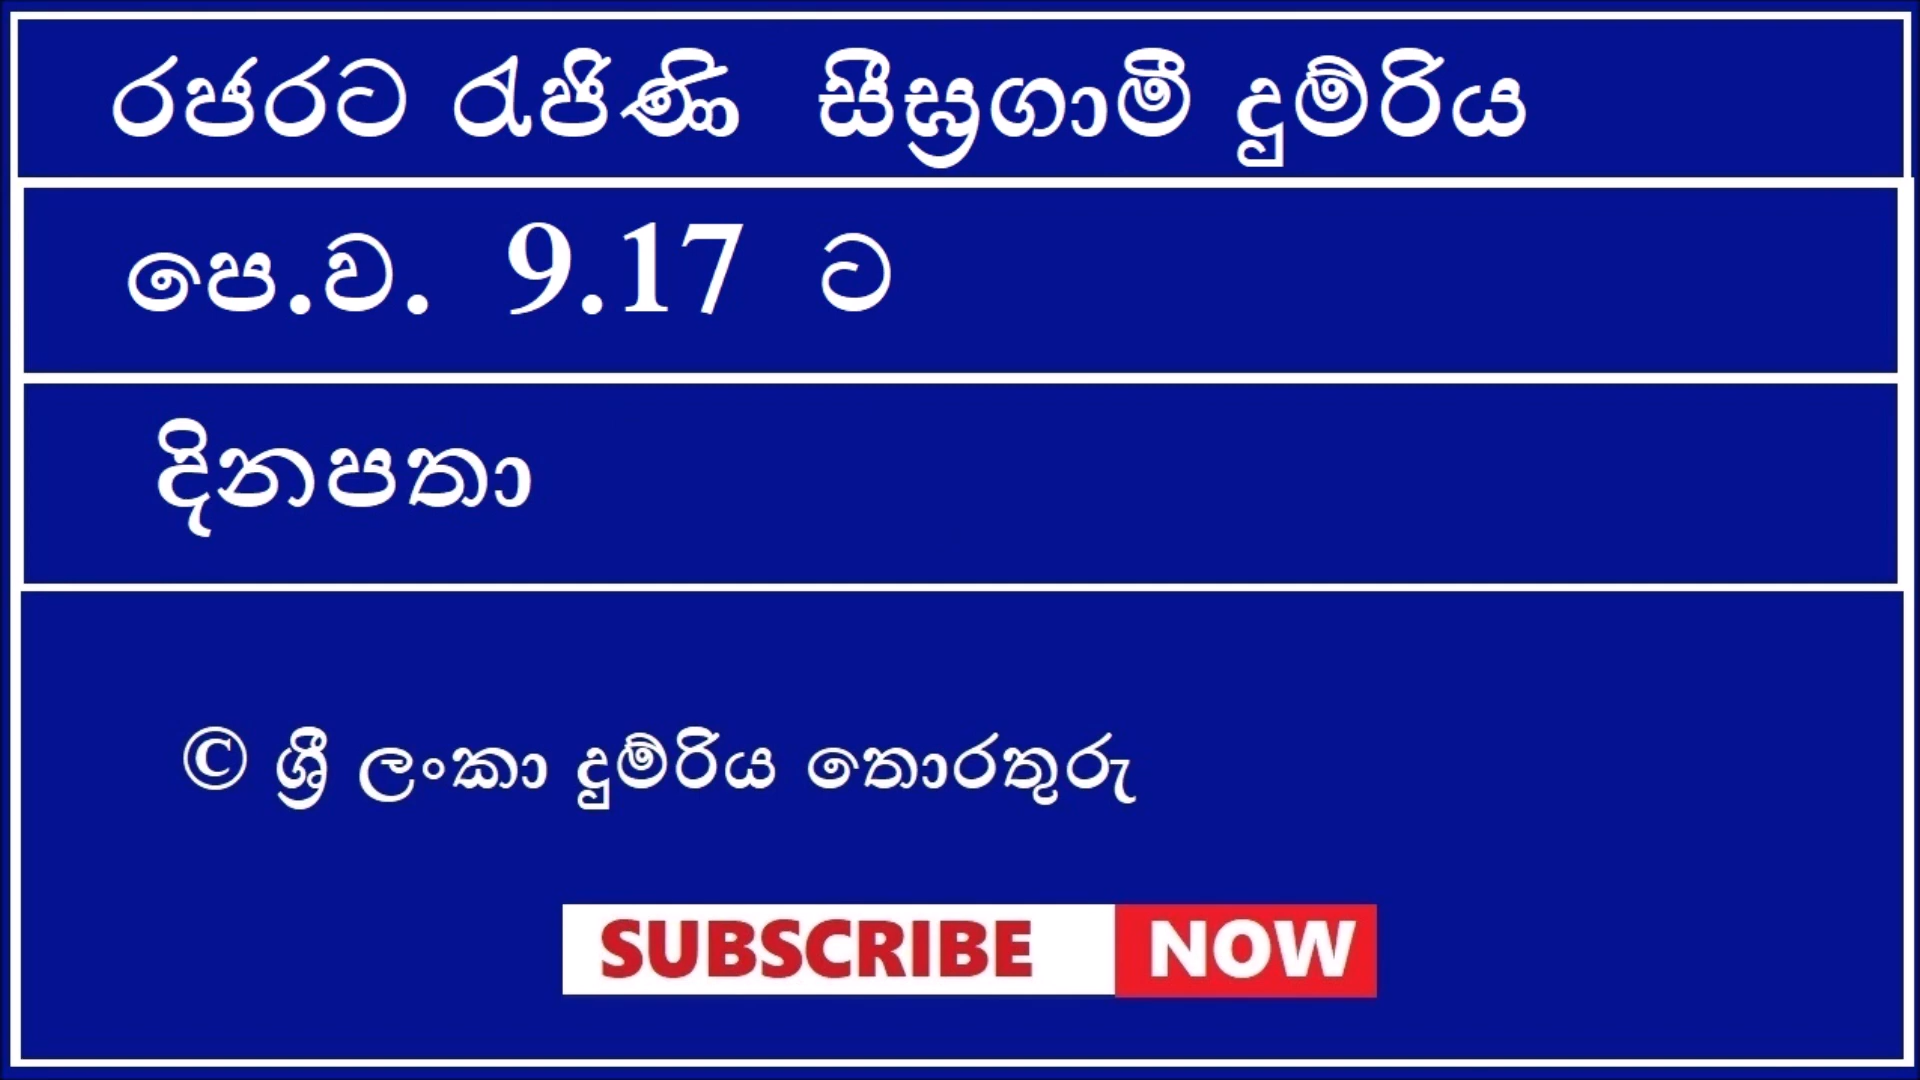 රජරට රැජිණි සීඝ්‍රගාමී දුම්රිය
පෙ.ව. 9.17 ට
දිනපතා
© ශ්‍රී ලංකා දුම්රිය තොරතුරු
SUBSCRIBE NOW